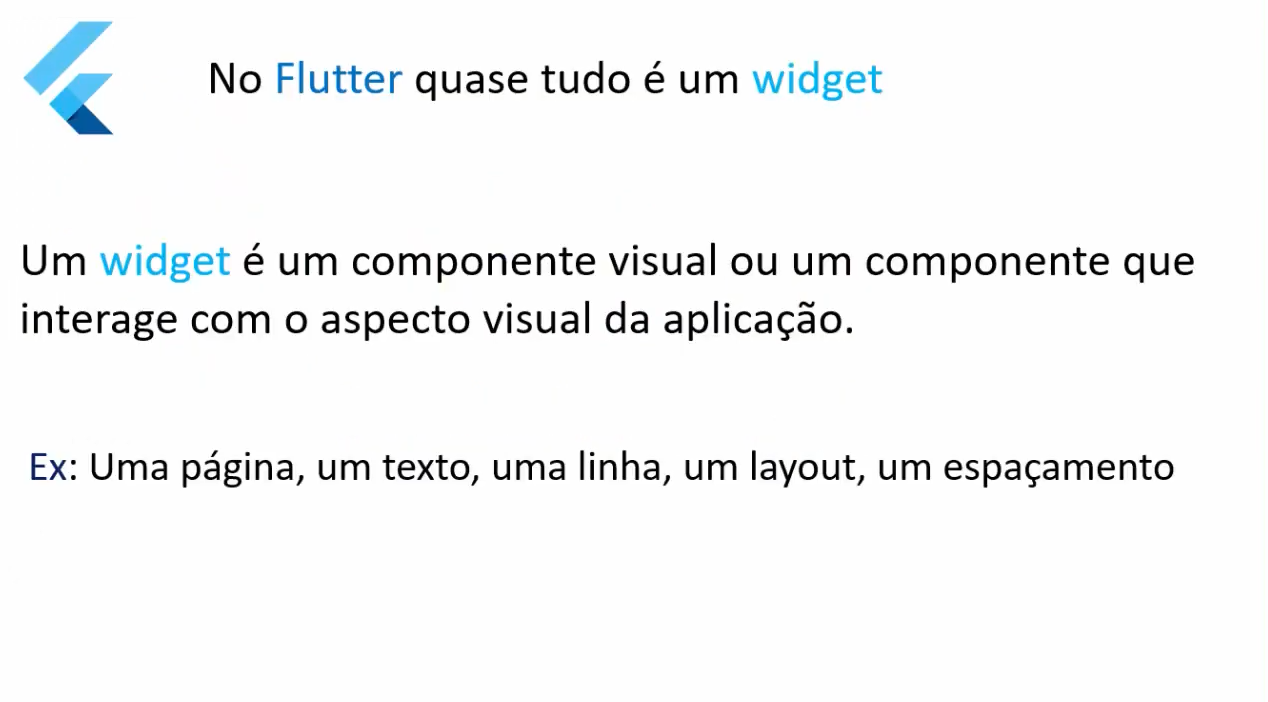 No Flutter quase tudo é um widget
Um widget é um componente visual ou um componente que
interage com o aspecto visual da aplicação.
Ex: Uma página, um texto, uma linha, um layout, um espaçamento